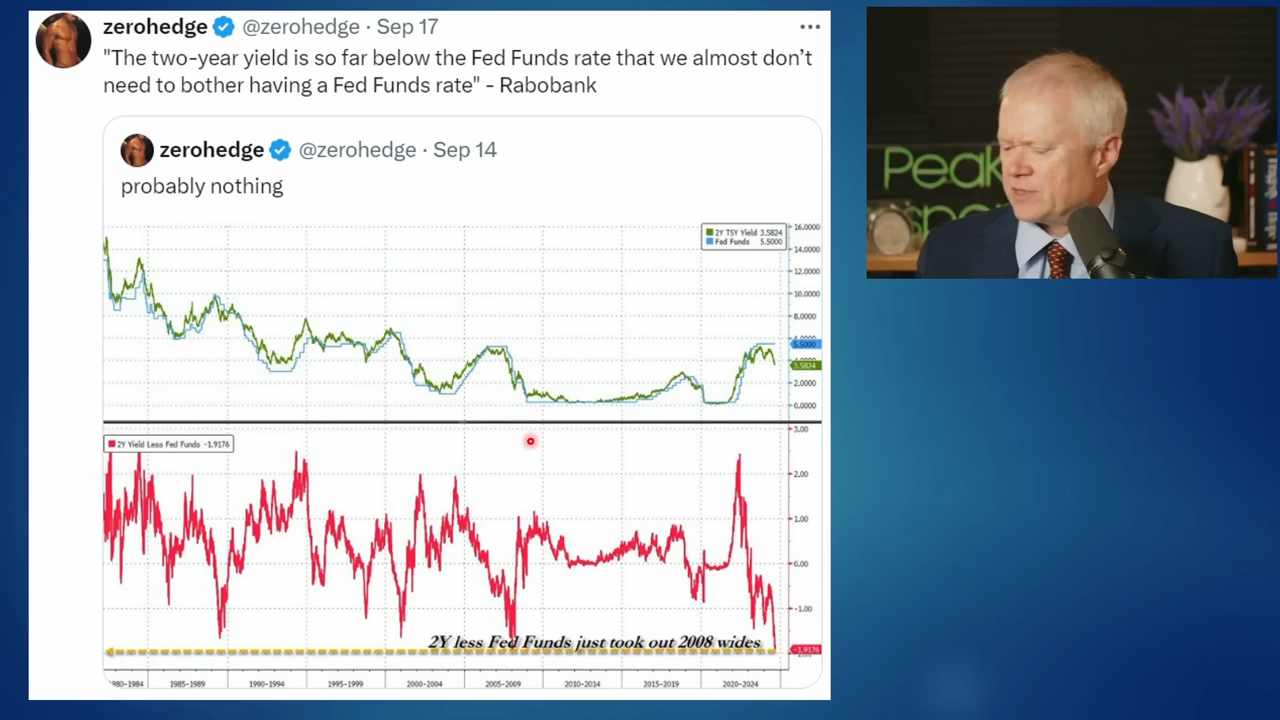 zerohedge @zerohedge · Sep 17
"The two-year yield is so far below the Fed Funds rate that we almost don’t
need to bother having a Fed Funds rate" - Rabobank
zerohedge @zerohedge · Sep 14
probably nothing
2Y TSY Yield 3.5824
Fed Funds 5.5000
16.0000
14.0000
12.0000
10.0000
8.0000
5.5000
3.5824
2.0000
0.0000
2Y Yield Less Fed Funds -1.9176
3.00
2.00
1.00
0.00
-1.00
-1.9176
2Y less Fed Funds just took out 2008 wides
80-1984 1985-1989 1990-1994 1995-1999 2000-2004 2005-2009 2010-2014 2015-2019 2020-2024
Peak